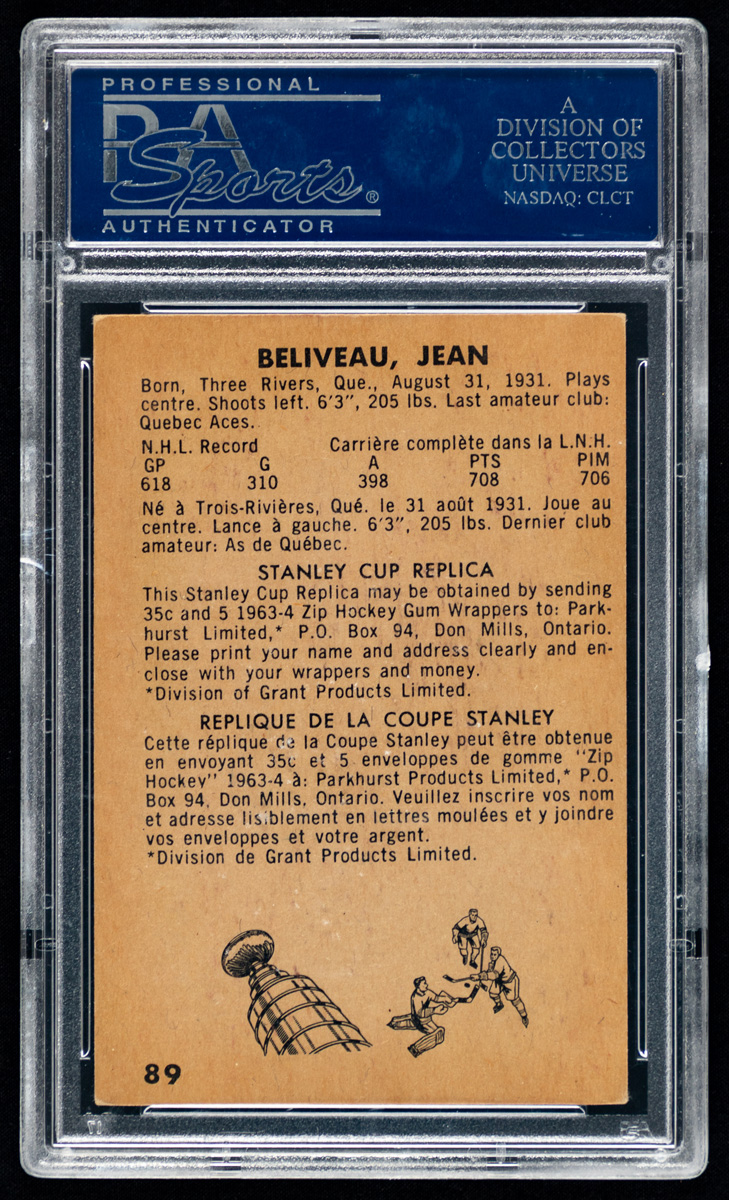 PROFESSIONAL
PSA
Sports®
AUTHENTICATOR
A
DIVISION OF
COLLECTORS
UNIVERSE
NASDAQ: CLCT
BELIVEAU, JEAN
Born, Three Rivers, Que., August 31, 1931. Plays
centre. Shoots left. 6'3", 205 lbs. Last amateur club:
Quebec Aces.
N.H.L. Record Carrière complète dans la L.N.H.
GP G A PTS PIM
618 310 398 708 706
Né à Trois-Rivières, Qué. le 31 août 1931. Joue au
centre. Lance à gauche. 6'3", 205 lbs. Dernier club
amateur: As de Québec.
STANLEY CUP REPLICA
This Stanley Cup Replica may be obtained by sending
35c and 5 1963-4 Zip Hockey Gum Wrappers to: Park-
hurst Limited,* P.O. Box 94, Don Mills, Ontario.
Please print your name and address clearly and en-
close with your wrappers and money.
*Division of Grant Products Limited.
REPLIQUE DE LA COUPE STANLEY
Cette réplique de la Coupe Stanley peut être obtenue
en envoyant 35c et 5 enveloppes de gomme "Zip
Hockey" 1963-4 à: Parkhurst Products Limited,* P.O.
Box 94, Don Mills, Ontario. Veuillez inscrire vos nom
et adresse lisiblement en lettres moulées et y joindre
vos enveloppes et votre argent.
*Division de Grant Products Limited.
89